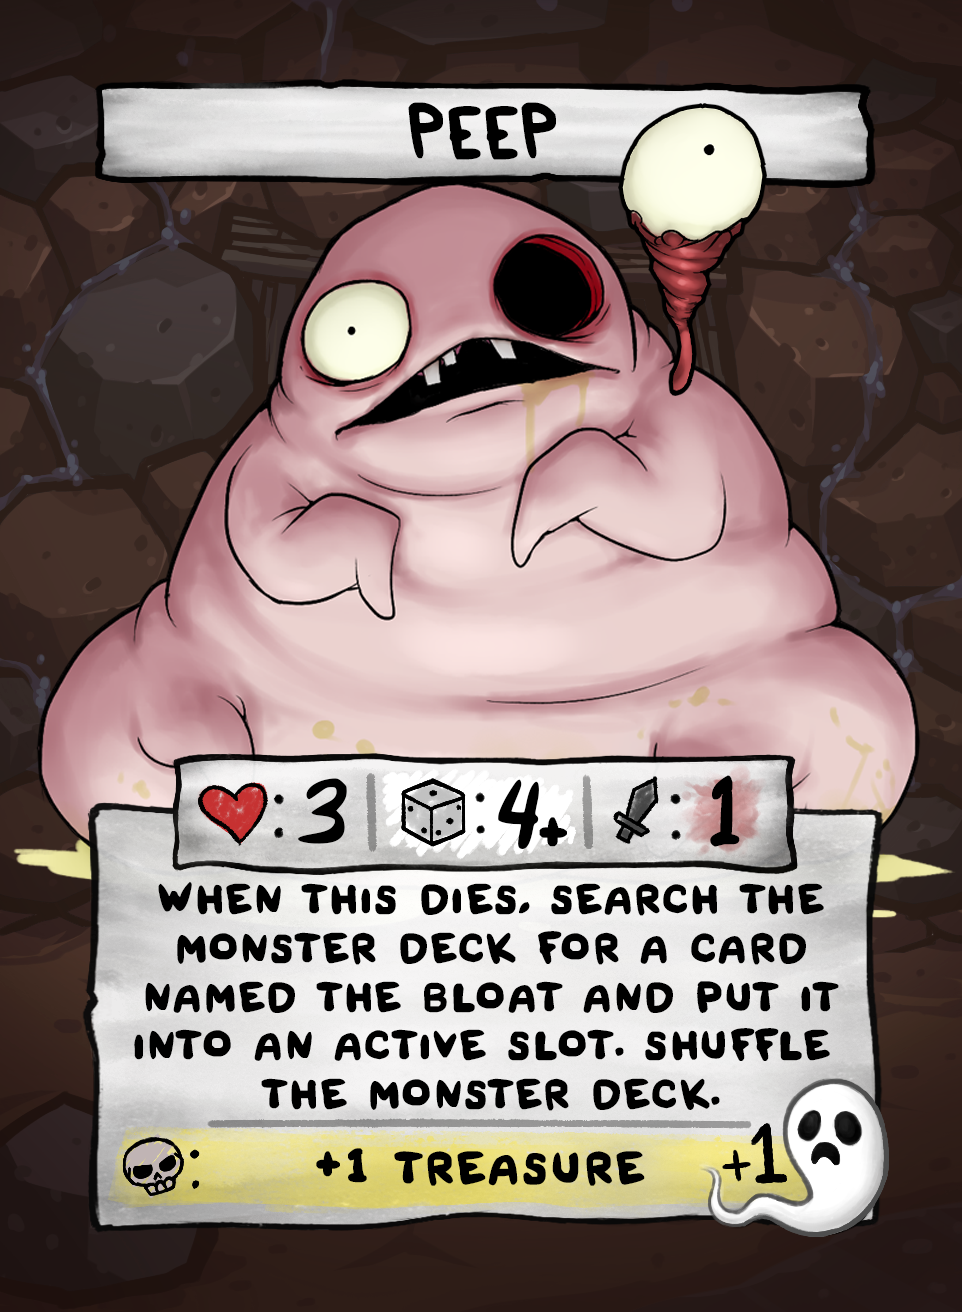 PEEP
: 3 : 4+ : 1
WHEN THIS DIES, SEARCH THE
MONSTER DECK FOR A CARD
NAMED THE BLOAT AND PUT IT
INTO AN ACTIVE SLOT. SHUFFLE
THE MONSTER DECK.
: +1 TREASURE +1